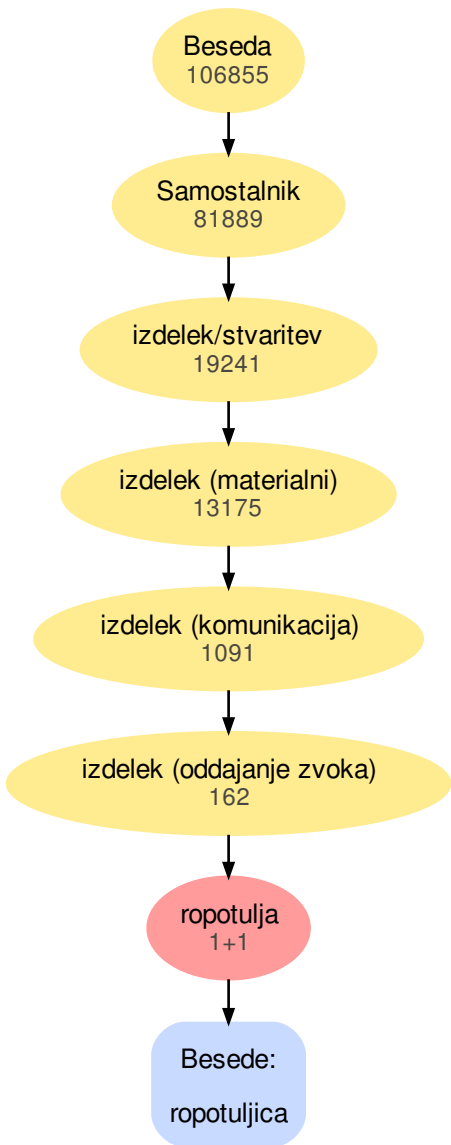 Beseda
106855
Samostalnik
81889
izdelek/stvaritev
19241
izdelek (materialni)
13175
izdelek (komunikacija)
1091
izdelek (oddajanje zvoka)
162
ropotulja
1+1
Besede:
ropotuljica